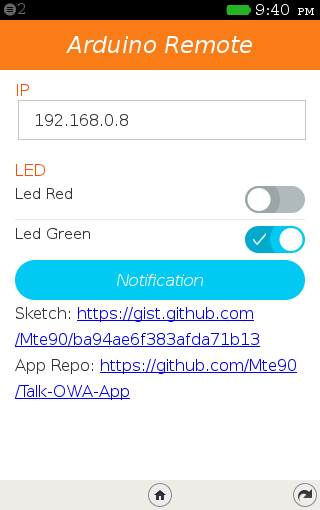 2 9:40 PM
Arduino Remote
IP
192.168.0.8
LED
Led Red
Led Green
Notification
Sketch: https://gist.github.com
/Mte90/ba94ae6f383afda71b13
App Repo: https://github.com/Mte90
/Talk-OWA-App